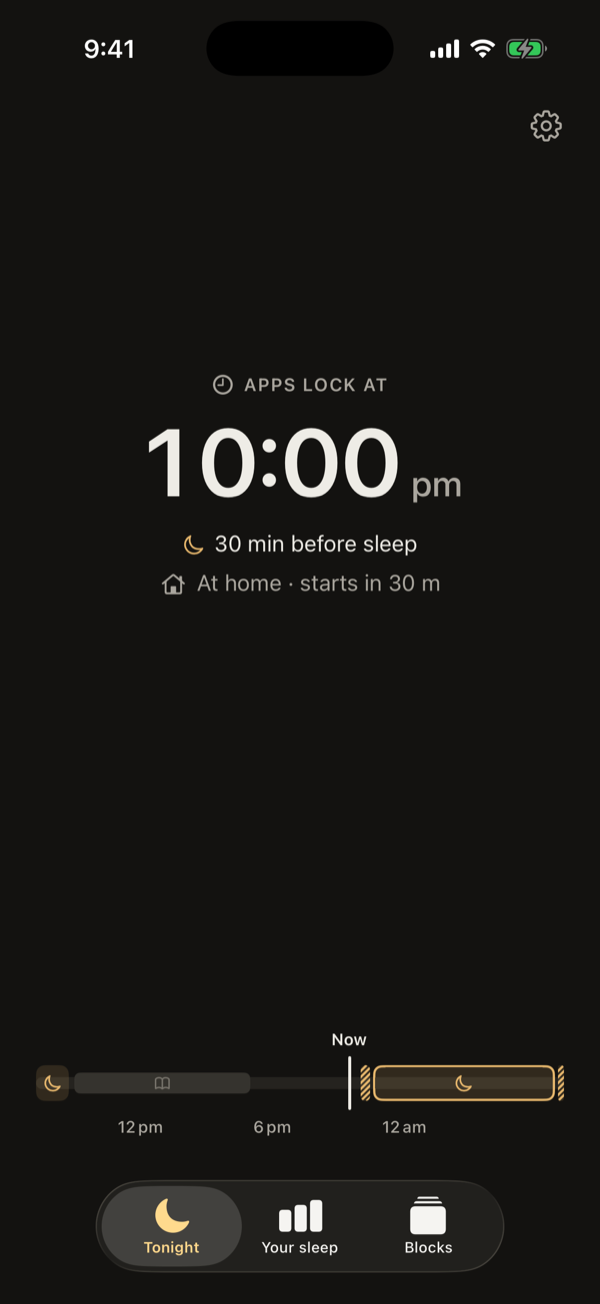 9:41
APPS LOCK AT
10:00 pm
30 min before sleep
At home · starts in 30 m
Now
12 pm
6 pm
12 am
Tonight
Your sleep
Blocks